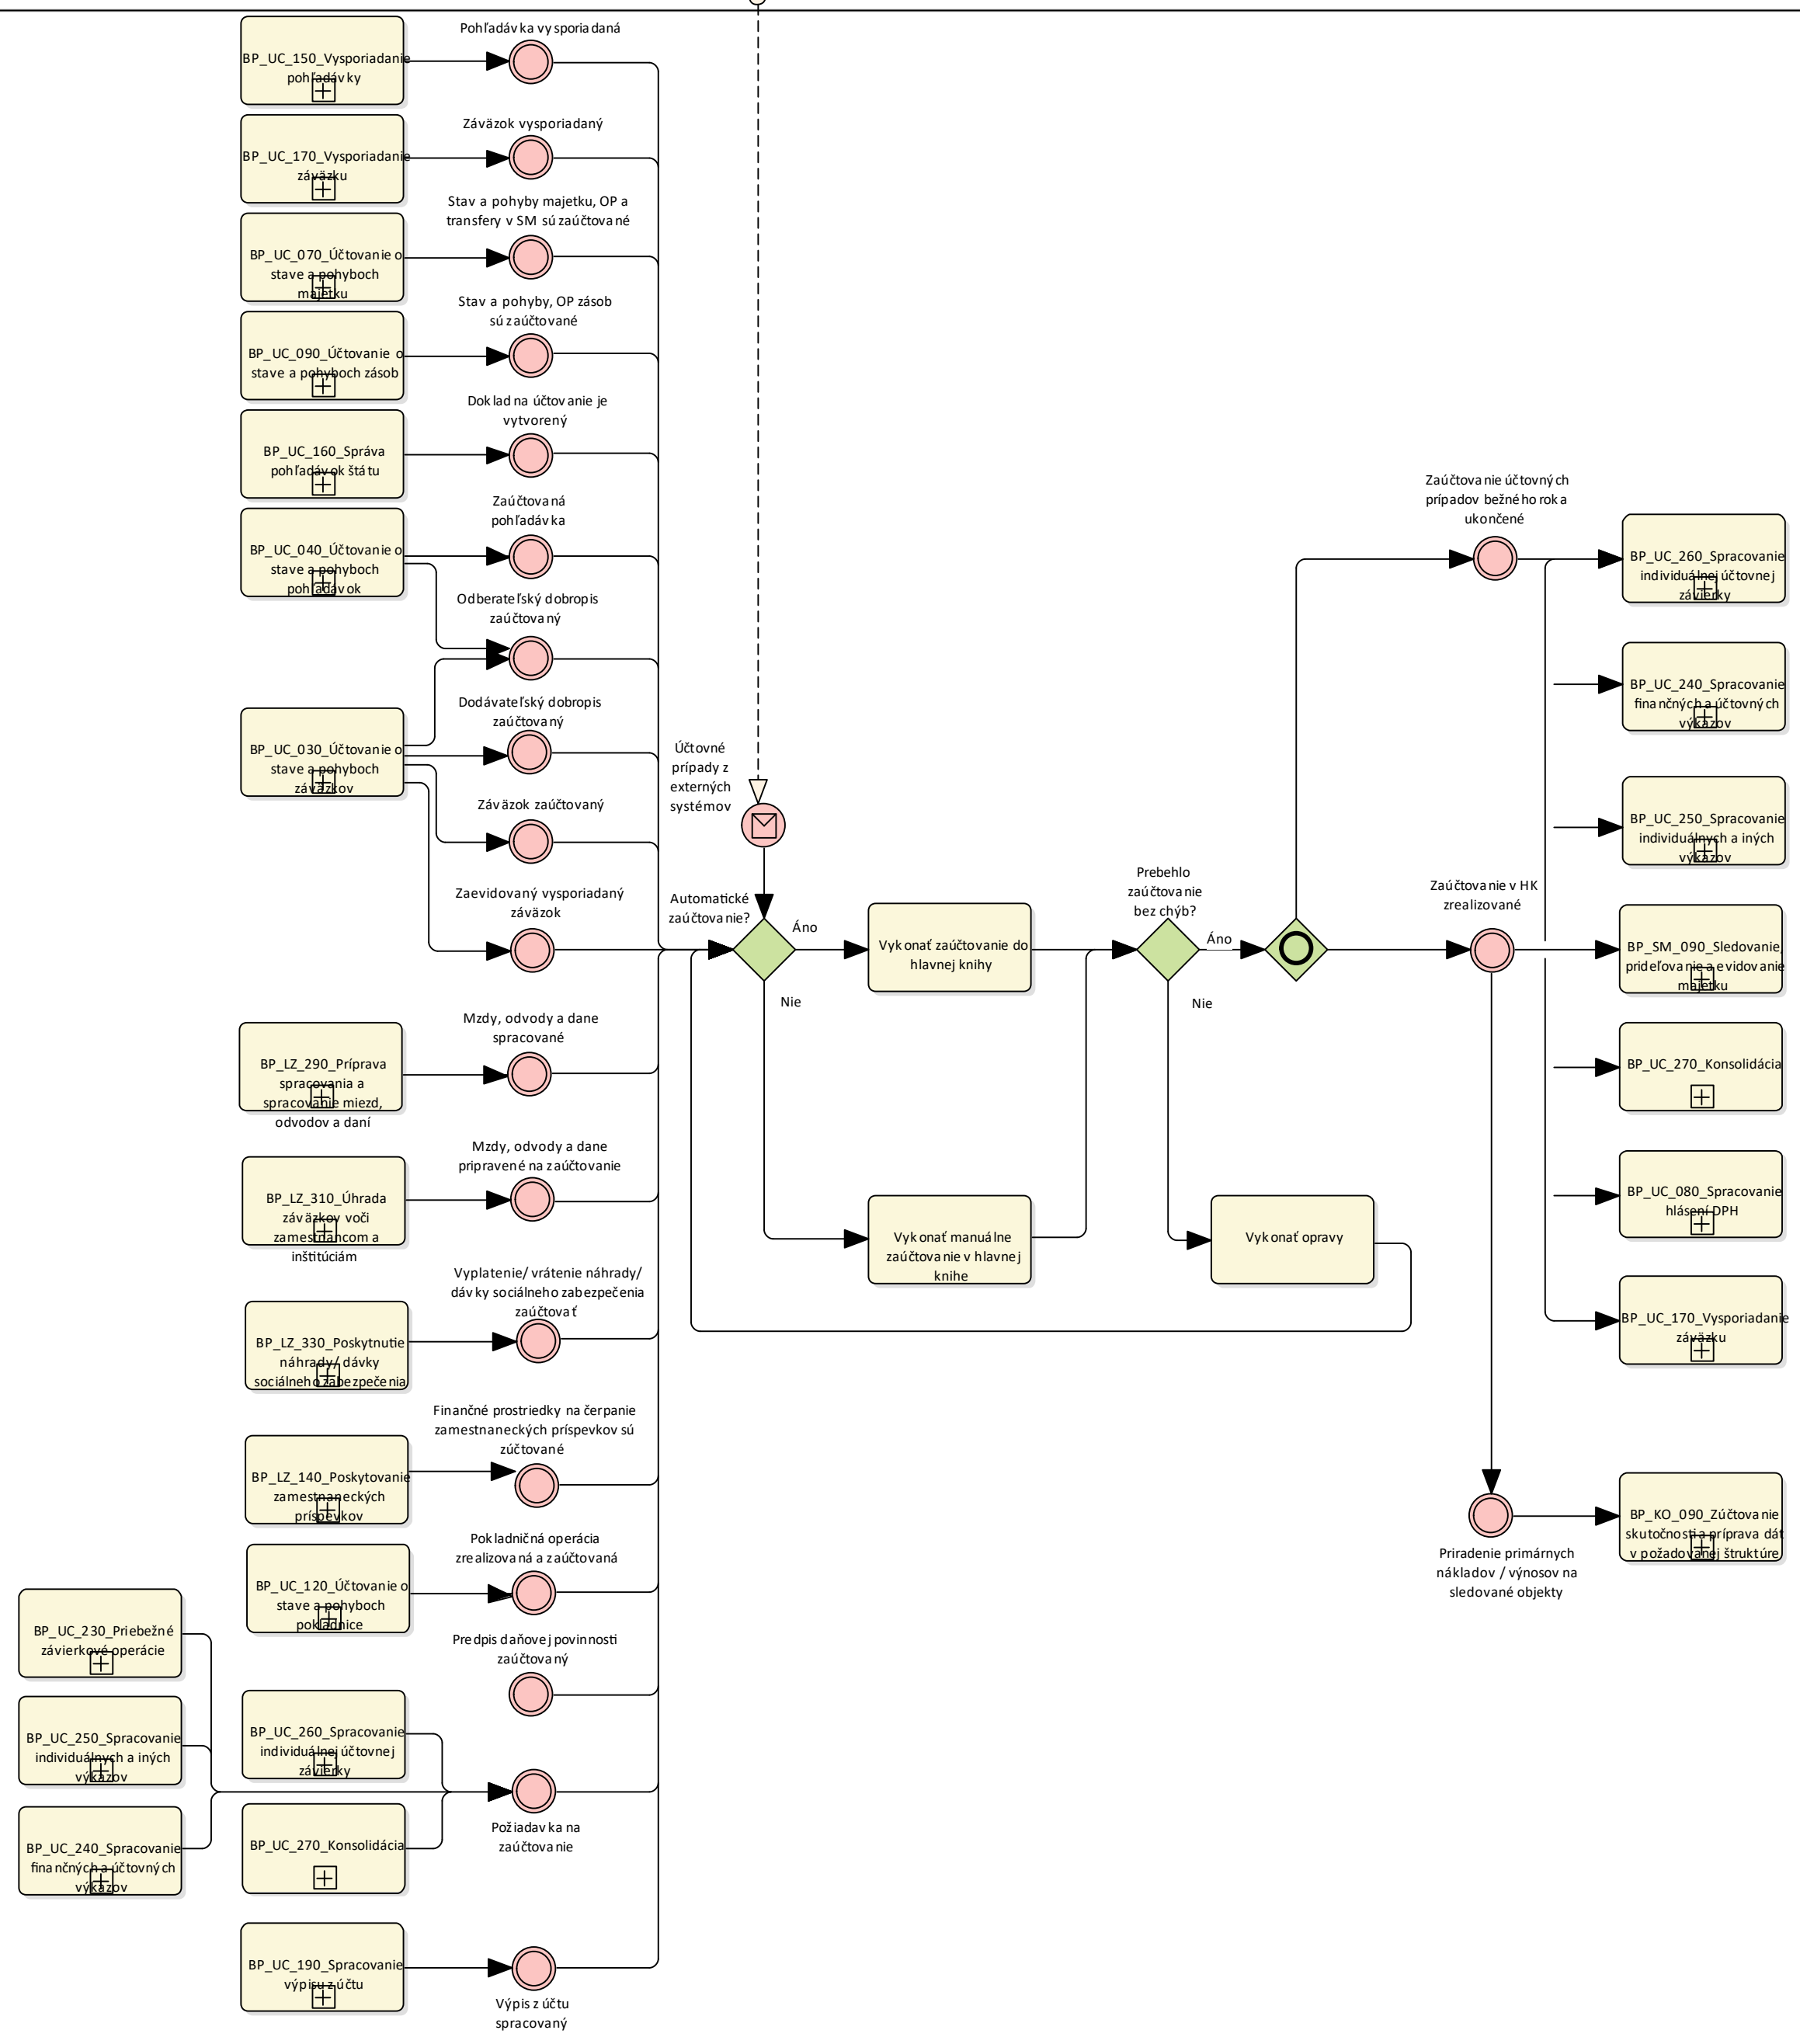 BP_UC_150_Vysporiadanie
pohľadávky
Pohľadávka vysporiadaná
BP_UC_170_Vysporiadanie
záväzku
Záväzok vysporiadaný
BP_UC_070_Účtovanie o
stave a pohyboch
majetku
Stav a pohyby majetku, OP a
transfery v SM sú zaúčtované
BP_UC_090_Účtovanie o
stave a pohyboch zásob
Stav a pohyby, OP zásob
sú zaúčtované
BP_UC_160_Správa
pohľadávok štátu
Doklad na účtovanie je
vytvorený
BP_UC_040_Účtovanie o
stave a pohyboch
pohľadávok
Zaúčtovaná
pohľadávka
Odberateľský dobropis
zaúčtovaný
BP_UC_030_Účtovanie o
stave a pohyboch
záväzkov
Dodávateľský dobropis
zaúčtovaný
Záväzok zaúčtovaný
Zaevidovaný vysporiadaný
záväzok
BP_LZ_290_Príprava
spracovania a
spracovanie miezd,
odvodov a daní
Mzdy, odvody a dane
spracované
BP_LZ_310_Úhrada
záväzkov voči
zamestnancom a
inštitúciám
Mzdy, odvody a dane
pripravené na zaúčtovanie
BP_LZ_330_Poskytnutie
náhrady/ dávky
sociálneho zabezpečenia
Vyplatenie/ vrátenie náhrady/
dávky sociálneho zabezpečenia
zaúčtovať
BP_LZ_140_Poskytovanie
zamestnaneckých
príspevkov
Finančné prostriedky na čerpanie
zamestnaneckých príspevkov sú
zúčtované
BP_UC_120_Účtovanie o
stave a pohyboch
pokladnice
Pokladničná operácia
zrealizovaná a zaúčtovaná
Predpis daňovej povinnosti
zaúčtovaný
BP_UC_230_Priebežné
závierkové operácie
BP_UC_250_Spracovanie
individuálnych a iných
výkazov
BP_UC_240_Spracovanie
finančných a účtovných
výkazov
BP_UC_260_Spracovanie
individuálnej účtovnej
závierky
BP_UC_270_Konsolidácia
Požiadavka na
zaúčtovanie
BP_UC_190_Spracovanie
výpisu z účtu
Výpis z účtu
spracovaný
Účtovné
prípady z
externých
systémov
Automatické
zaúčtovanie?
Áno
Nie
Vykonať zaúčtovanie do
hlavnej knihy
Vykonať manuálne
zaúčtovanie v hlavnej
knihe
Prebehlo
zaúčtovanie
bez chýb?
Áno
Nie
Vykonať opravy
Zaúčtovanie účtovných
prípadov bežného roka
ukončené
Zaúčtovanie v HK
zrealizované
Priradenie primárnych
nákladov / výnosov na
sledované objekty
BP_UC_260_Spracovanie
individuálnej účtovnej
závierky
BP_UC_240_Spracovanie
finančných a účtovných
výkazov
BP_UC_250_Spracovanie
individuálnych a iných
výkazov
BP_SM_090_Sledovanie,
prideľovanie a evidovanie
majetku
BP_UC_270_Konsolidácia
BP_UC_080_Spracovanie
hlásení DPH
BP_UC_170_Vysporiadanie
záväzku
BP_KO_090_Zúčtovanie
skutočnosti a príprava dát
v požadovanej štruktúre